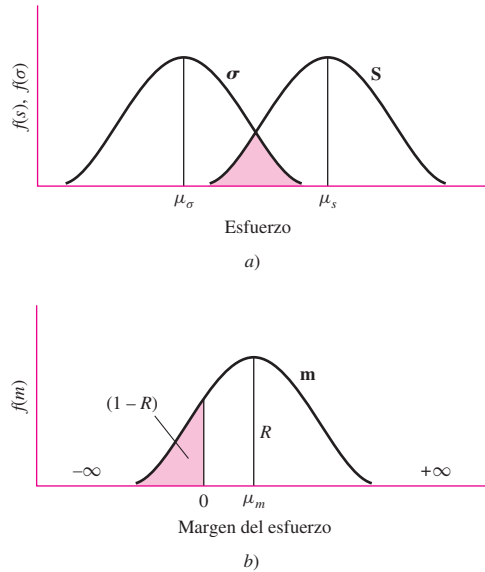 f(s), f(σ)
σ
S
μσ
μs
Esfuerzo
a)
f(m)
m
(1 – R)
R
–∞
+∞
0
μm
Margen del esfuerzo
b)